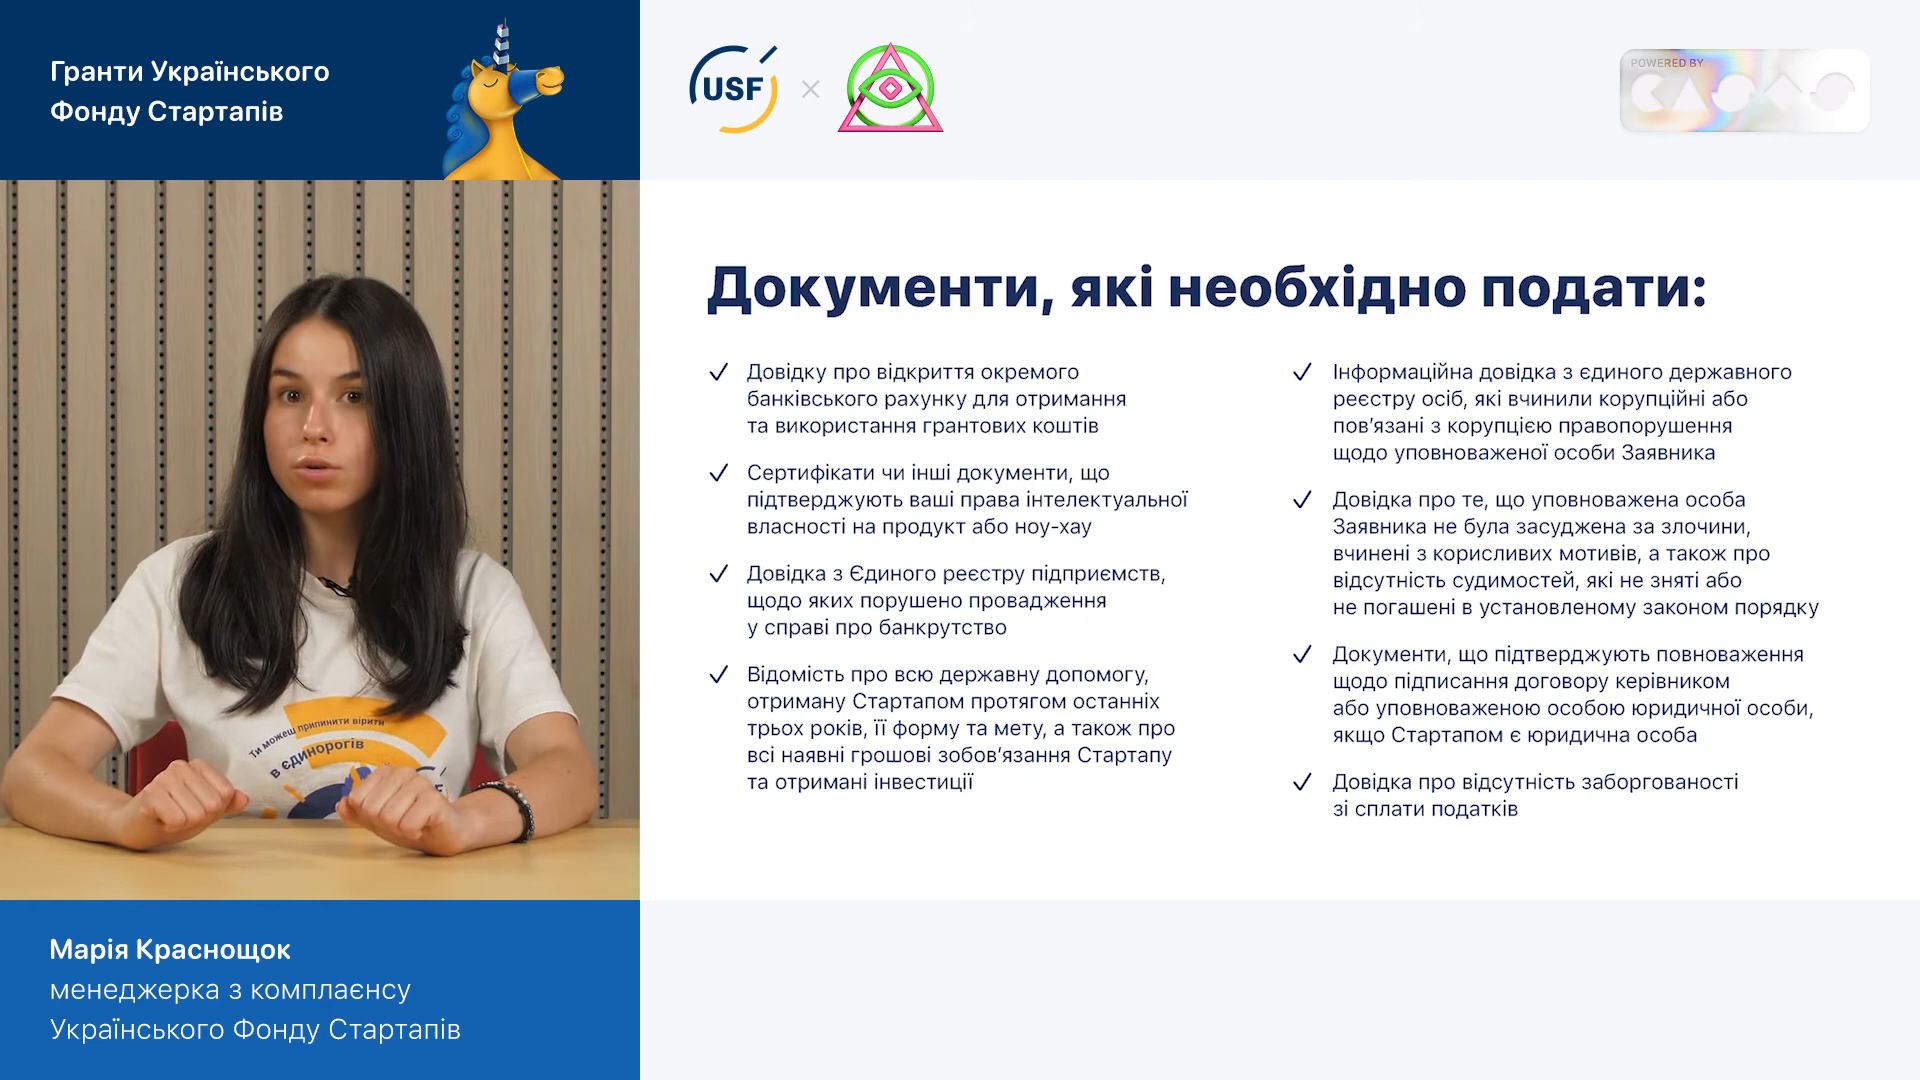 Гранти Українського
Фонду Стартапів
USF
POWERED BY
CASES
Документи, які необхідно подати:
Довідку про відкриття окремого
банківського рахунку для отримання
та використання грантових коштів
Сертифікати чи інші документи, що
підтверджують ваші права інтелектуальної
власності на продукт або ноу-хау
Довідка з Єдиного реєстру підприємств,
щодо яких порушено провадження
у справі про банкрутство
Відомість про всю державну допомогу,
отриману Стартапом протягом останніх
трьох років, її форму та мету, а також про
всі наявні грошові зобов’язання Стартапу
та отримані інвестиції
Інформаційна довідка з єдиного державного
реєстру осіб, які вчинили корупційні або
пов’язані з корупцією правопорушення
щодо уповноваженої особи Заявника
Довідка про те, що уповноважена особа
Заявника не була засуджена за злочини,
вчинені з корисливих мотивів, а також про
відсутність судимостей, які не зняті або
не погашені в установленому законом порядку
Документи, що підтверджують повноваження
щодо підписання договору керівником
або уповноваженою особою юридичної особи,
якщо Стартапом є юридична особа
Довідка про відсутність заборгованості
зі сплати податків
Ти можеш припинити вірити
в єдинорогів
Марія Краснощок
менеджерка з комплаєнсу
Українського Фонду Стартапів